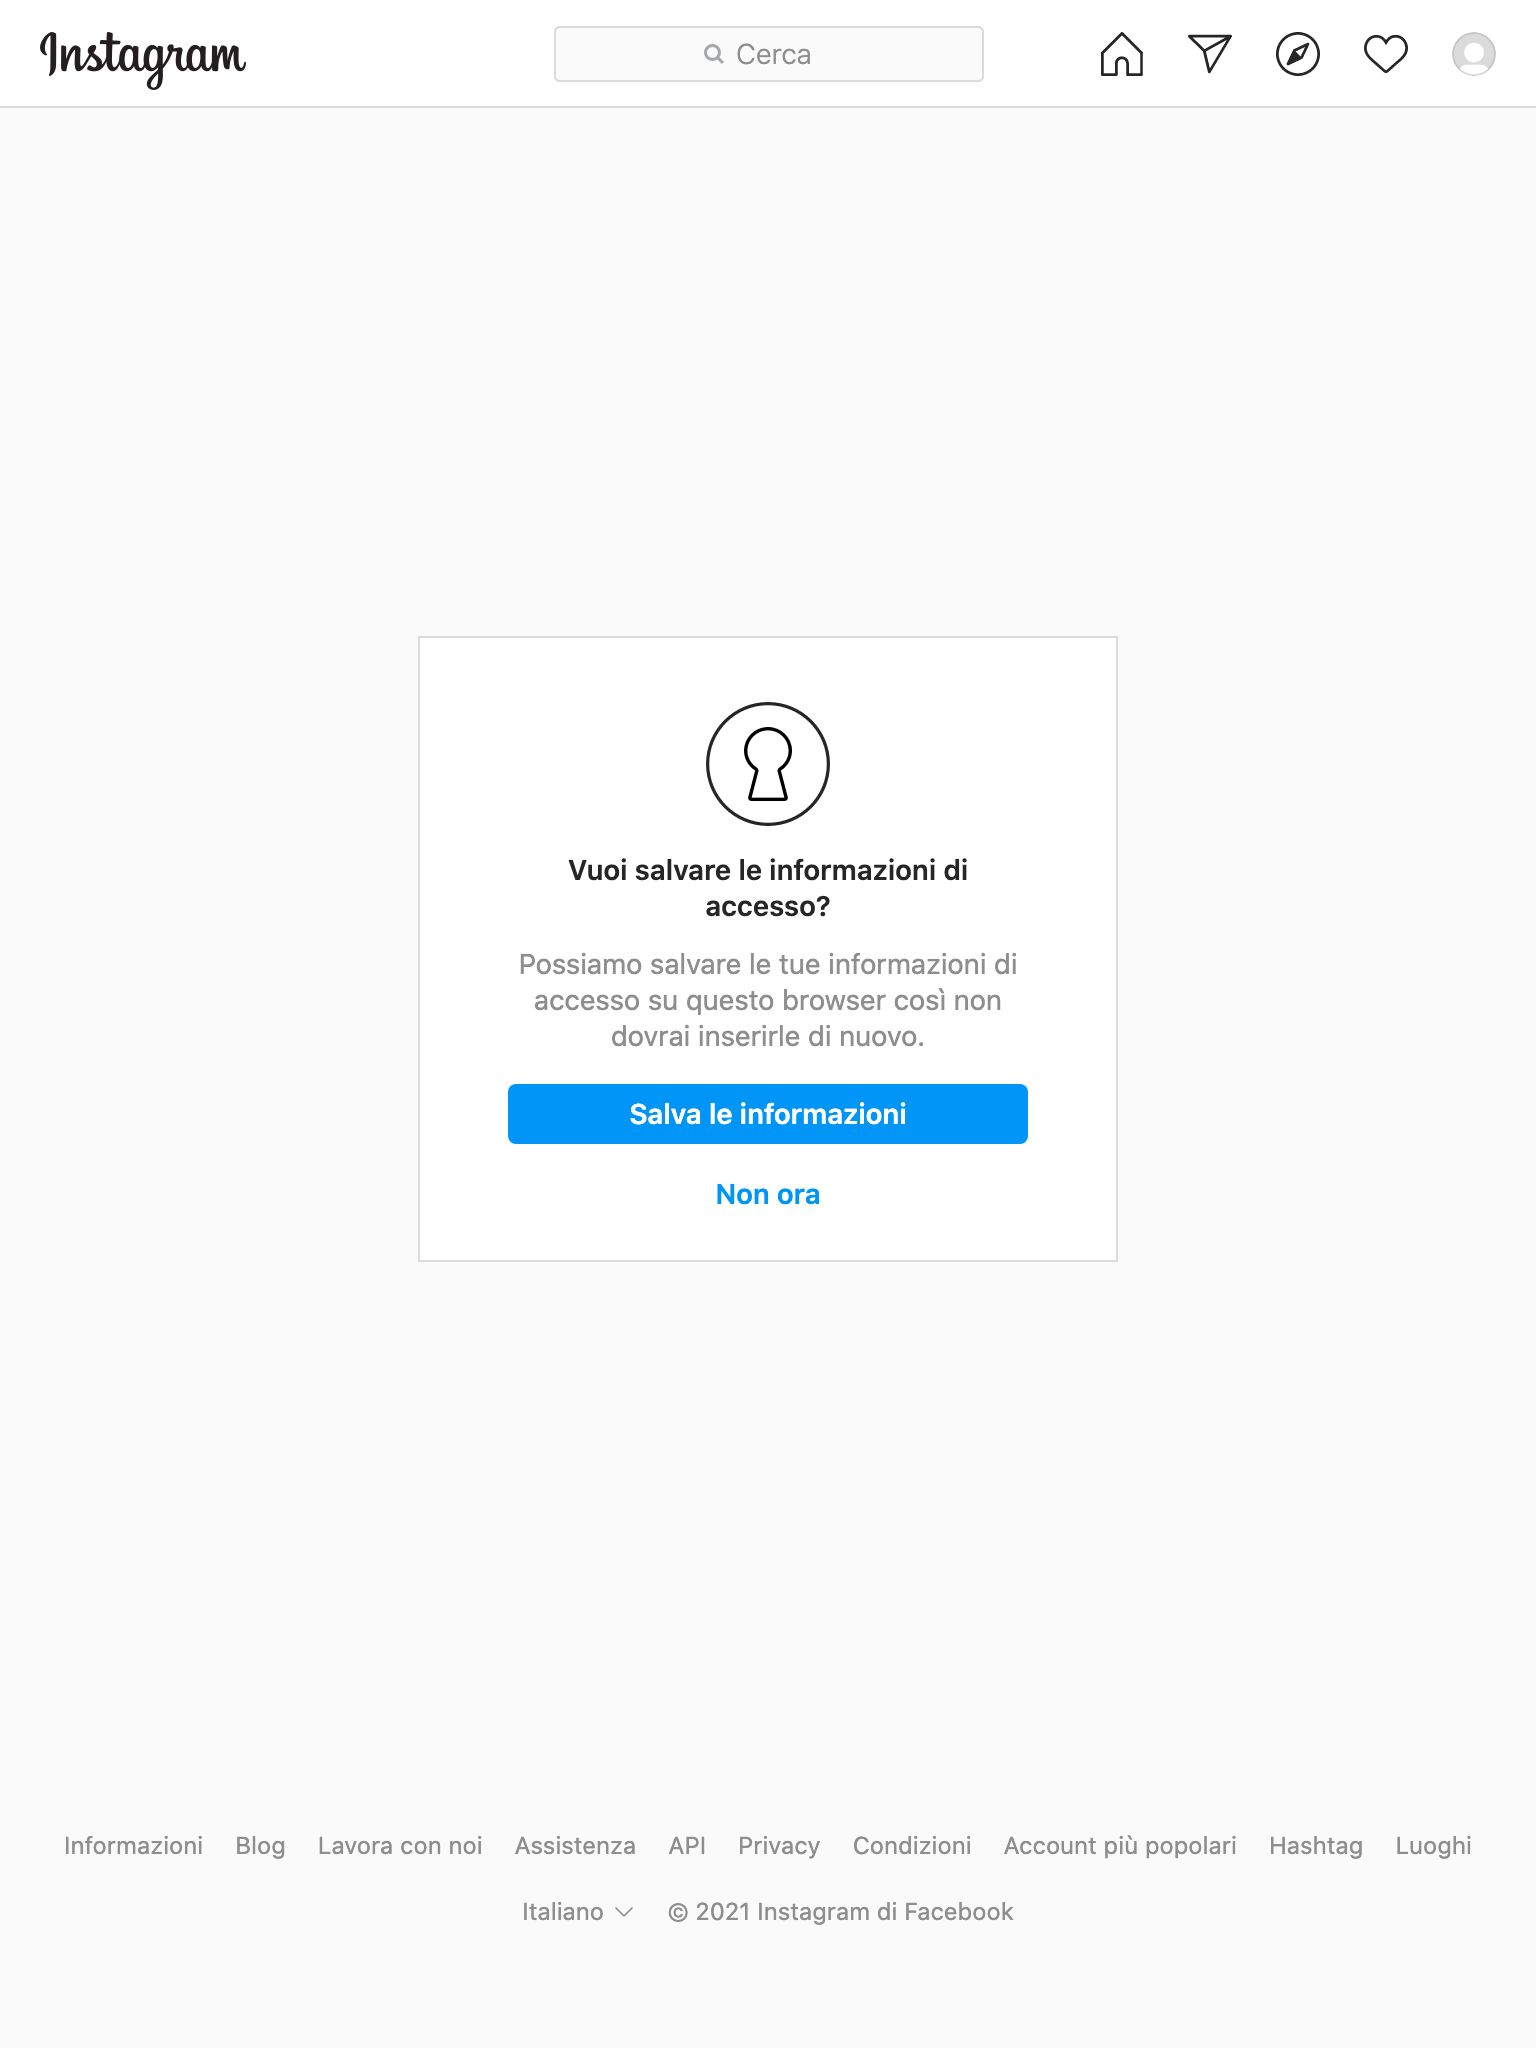 Instagram
Cerca
Vuoi salvare le informazioni di
accesso?
Possiamo salvare le tue informazioni di
accesso su questo browser così non
dovrai inserirle di nuovo.
Salva le informazioni
Non ora
Informazioni Blog Lavora con noi Assistenza API Privacy Condizioni Account più popolari Hashtag Luoghi
Italiano © 2021 Instagram di Facebook